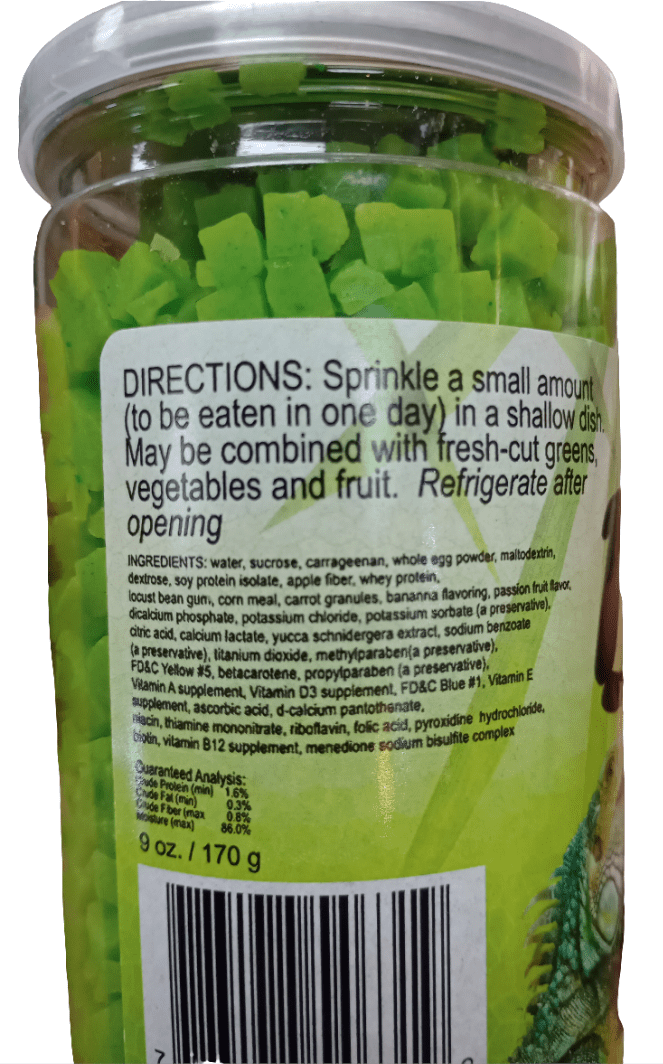 DIRECTIONS: Sprinkle a small amount
(to be eaten in one day) in a shallow dish.
May be combined with fresh-cut greens,
vegetables and fruit. Refrigerate after
opening
INGREDIENTS: water, sucrose, carrageenan, whole egg powder, maltodextrin,
dextrose, soy protein isolate, apple fiber, whey protein,
locust bean gum, corn meal, carrot granules, bananna flavoring, passion fruit flavor,
dicalcium phosphate, potassium chloride, potassium sorbate (a preservative),
citric acid, calcium lactate, yucca schnidergera extract, sodium benzoate
(a preservative), titanium dioxide, methylparaben(a preservative),
FD&C Yellow #5, betacarotene, propylparaben (a preservative),
Vitamin A supplement, Vitamin D3 supplement, FD&C Blue #1, Vitamin E
supplement, ascorbic acid, d-calcium pantothenate,
niacin, thiamine mononitrate, riboflavin, folic acid, pyroxidine hydrochloride,
biotin, vitamin B12 supplement, menedione sodium bisulfite complex
Guaranteed Analysis:
Crude Protein (min) 1.6%
Crude Fat (min) 0.3%
Crude Fiber (max 0.8%
Moisture (max) 86.0%
9 oz. / 170 g
7